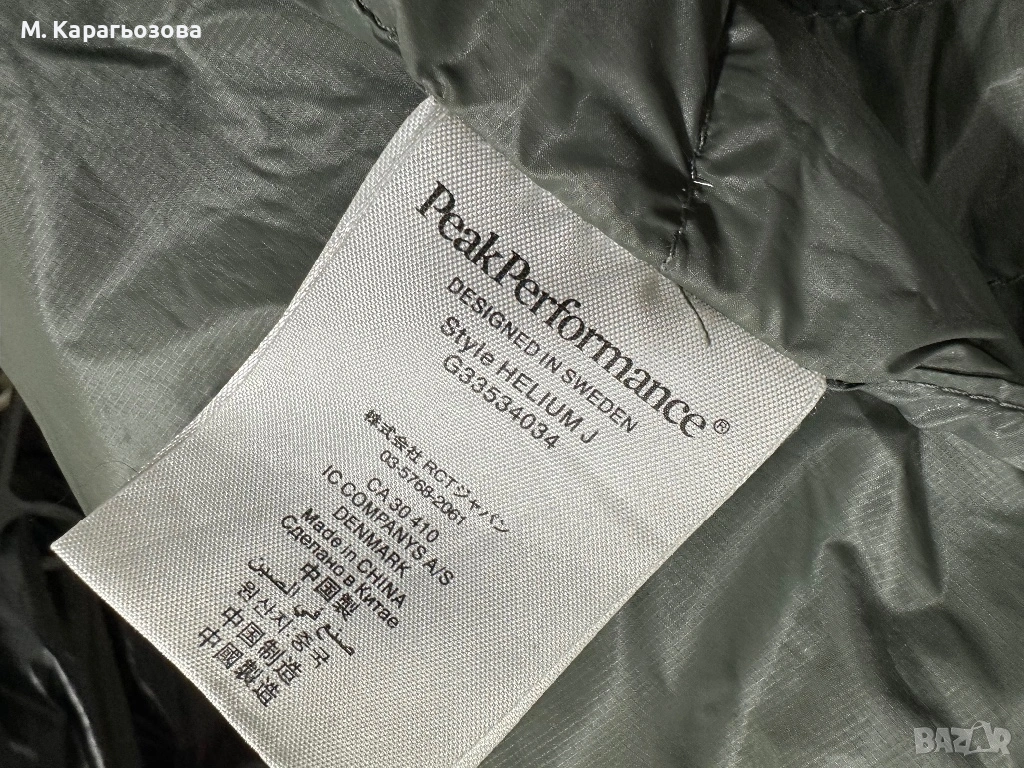 М. Карагьозова
PeakPerformance®
DESIGNED IN SWEDEN
Style HELIUM J
G33534034
株式会社 RCTジャパン
03-5768-2061
CA 30 410
IC COMPANYS A/S
DENMARK
Made in CHINA
Сделано в Китае
中国製
صنع في الصين
원산지 중국
中国制造
中國製造
BAZAR